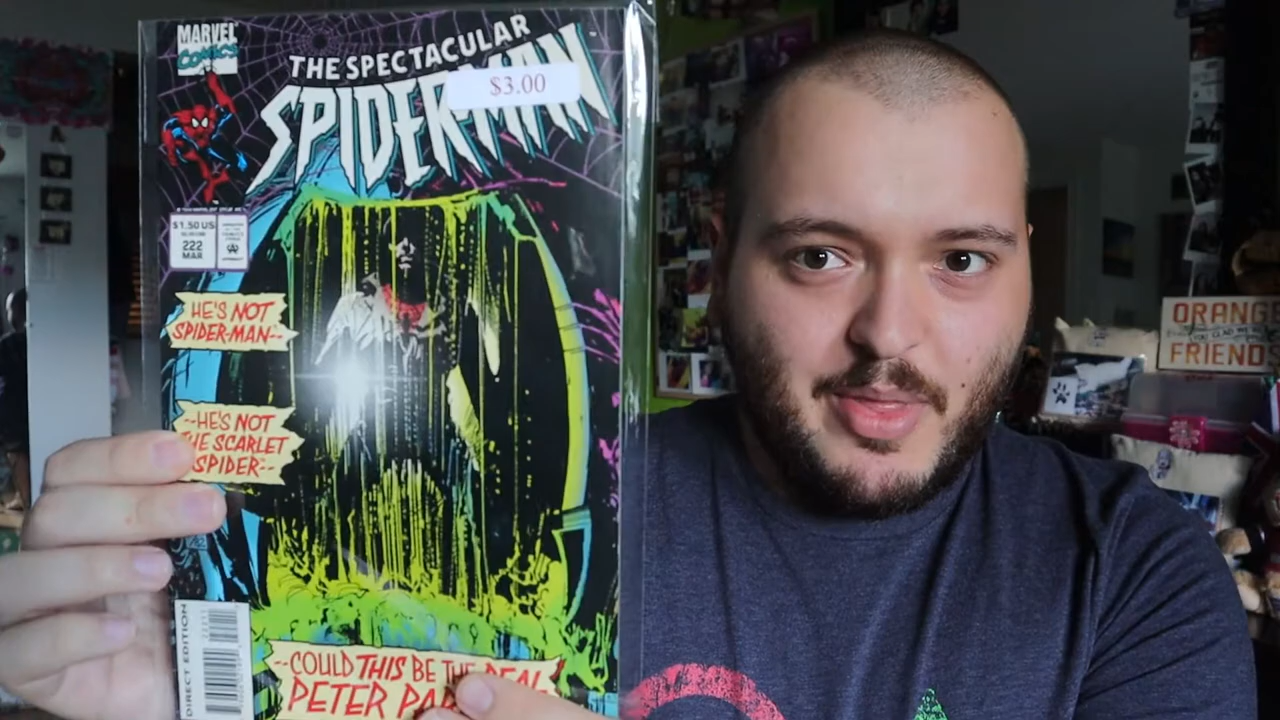 MARVEL
COMICS
THE SPECTACULAR
SPIDER-MAN
$3.00
$1.50 US
222
MAR
HE'S NOT
SPIDER-MAN--
--HE'S NOT
THE SCARLET
SPIDER--
DIRECT EDITION
--COULD THIS BE THE REAL
PETER
ORANGE
FRIENDS